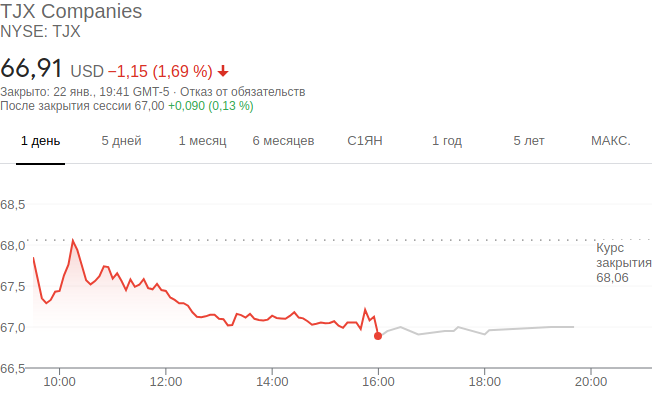 TJX Companies
NYSE: TJX
66,91 USD −1,15 (1,69 %)
Закрыто: 22 янв., 19:41 GMT-5 · Отказ от обязательств
После закрытия сессии 67,00 +0,090 (0,13 %)
1 день 5 дней 1 месяц 6 месяцев С1ЯН 1 год 5 лет МАКС.
68,5
68,0
Курс
закрытия
68,06
67,5
67,0
66,5
10:00 12:00 14:00 16:00 18:00 20:00